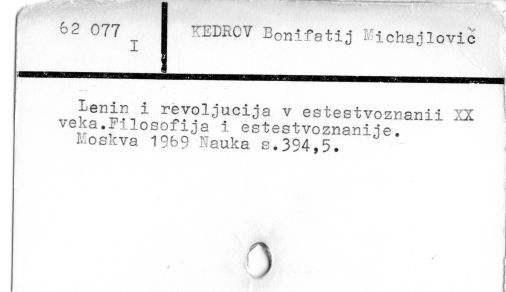 62 077
I
KEDROV Bonifatij Michajlovič
Lenin i revoljucija v estestvoznanii XX
veka.Filosofija i estestvoznanije.
Moskva 1969 Nauka s.394,5.